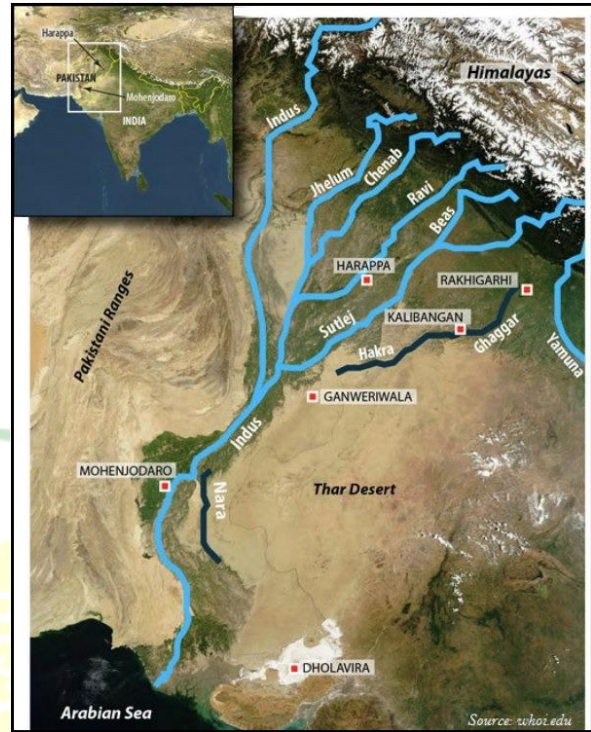 Harappa
PAKISTAN
Mohenjodaro
INDIA
Himalayas
Indus
Jhelum
Chenab
Ravi
Beas
HARAPPA
RAKHIGARHI
KALIBANGAN
Sutlej
Hakra
Ghaggar
Yamuna
Pakistani Ranges
GANWERIWALA
Indus
MOHENJODARO
Nara
Thar Desert
DHOLAVIRA
Arabian Sea
Source: whoi.edu